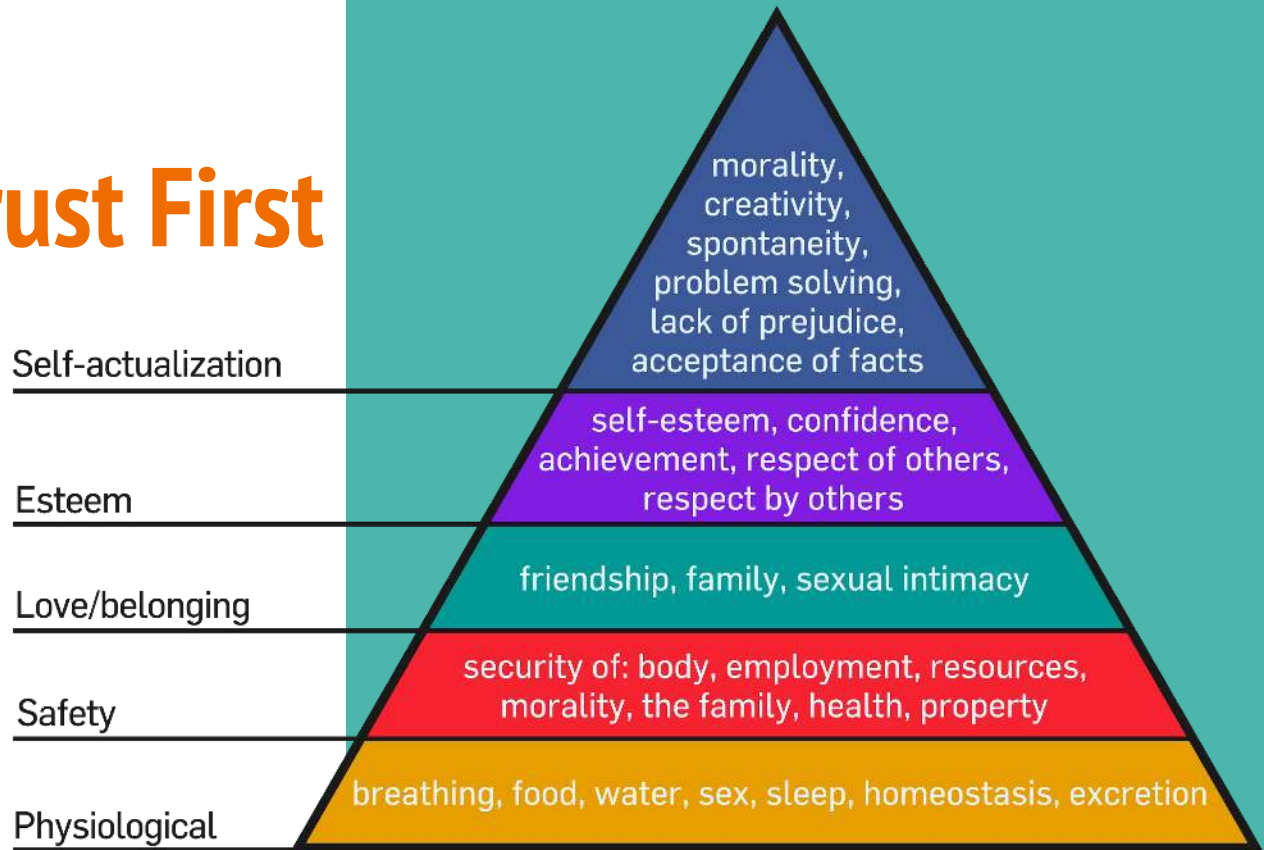 rust First
morality,
creativity,
spontaneity,
problem solving,
lack of prejudice,
acceptance of facts
Self-actualization
self-esteem, confidence,
achievement, respect of others,
respect by others
Esteem
friendship, family, sexual intimacy
Love/belonging
security of: body, employment, resources,
morality, the family, health, property
Safety
breathing, food, water, sex, sleep, homeostasis, excretion
Physiological